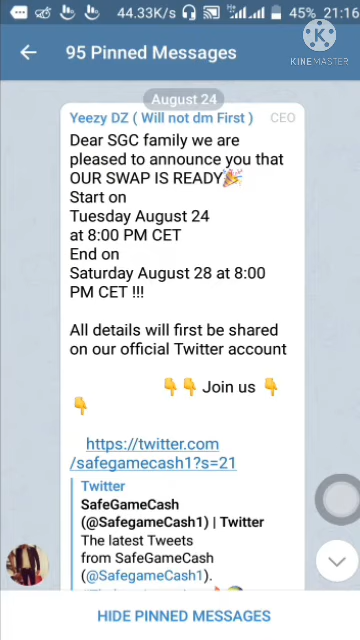 44.33K/s 45% 21:16
95 Pinned Messages
KINEMASTER
August 24
Yeezy DZ ( Will not dm First ) CEO
Dear SGC family we are
pleased to announce you that
OUR SWAP IS READY🎉
Start on
Tuesday August 24
at 8:00 PM CET
End on
Saturday August 28 at 8:00
PM CET !!!
All details will first be shared
on our official Twitter account
👇👇 Join us 👇
👇
https://twitter.com
/safegamecash1?s=21
Twitter
SafeGameCash
(@SafegameCash1) | Twitter
The latest Tweets
from SafeGameCash
(@SafegameCash1).
HIDE PINNED MESSAGES